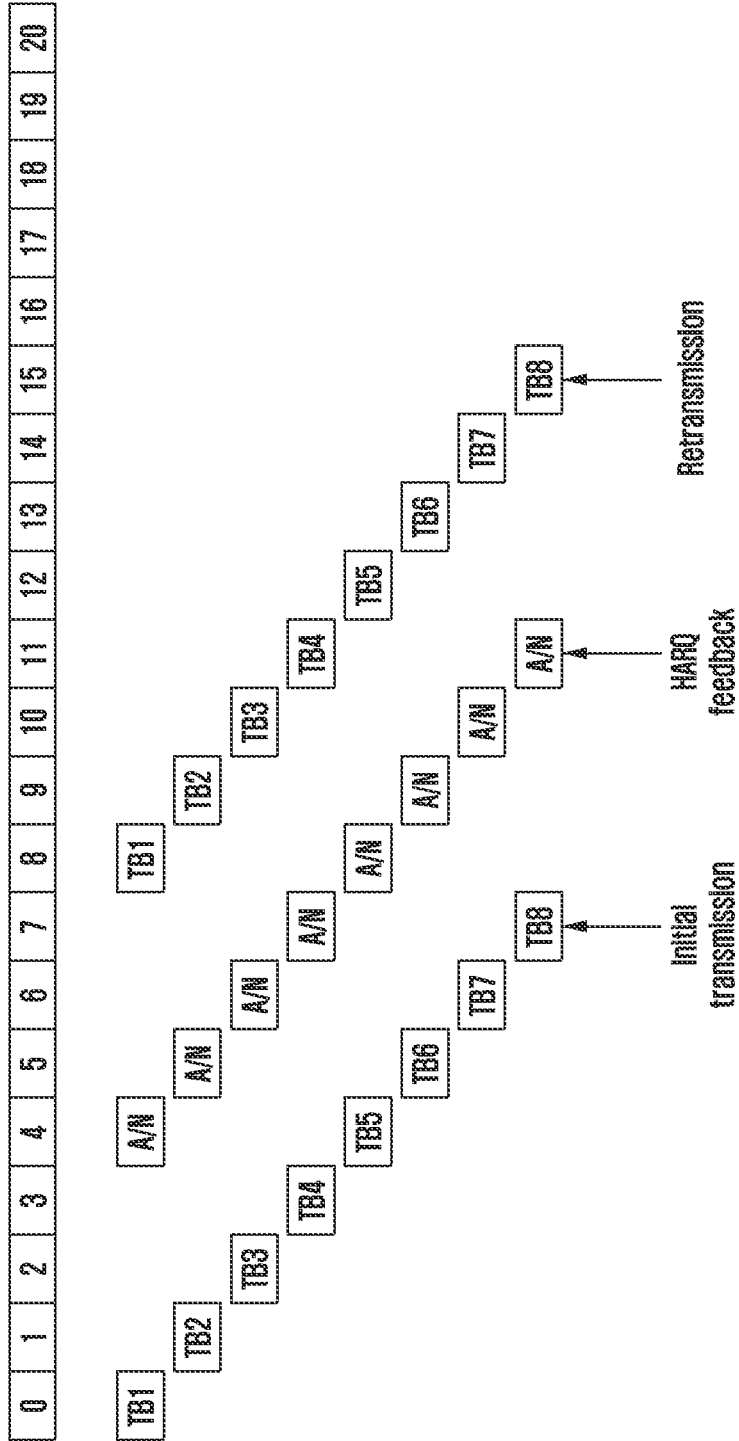 0 1 2 3 4 5 6 7 8 9 10 11 12 13 14 15 16 17 18 19 20
TB1 A/N TB1
TB2 A/N TB2
TB3 A/N TB3
TB4 A/N TB4
TB5 A/N TB5
TB6 A/N TB6
TB7 A/N TB7
TB8 A/N TB8
Initial
transmission
HARQ
feedback
Retransmission